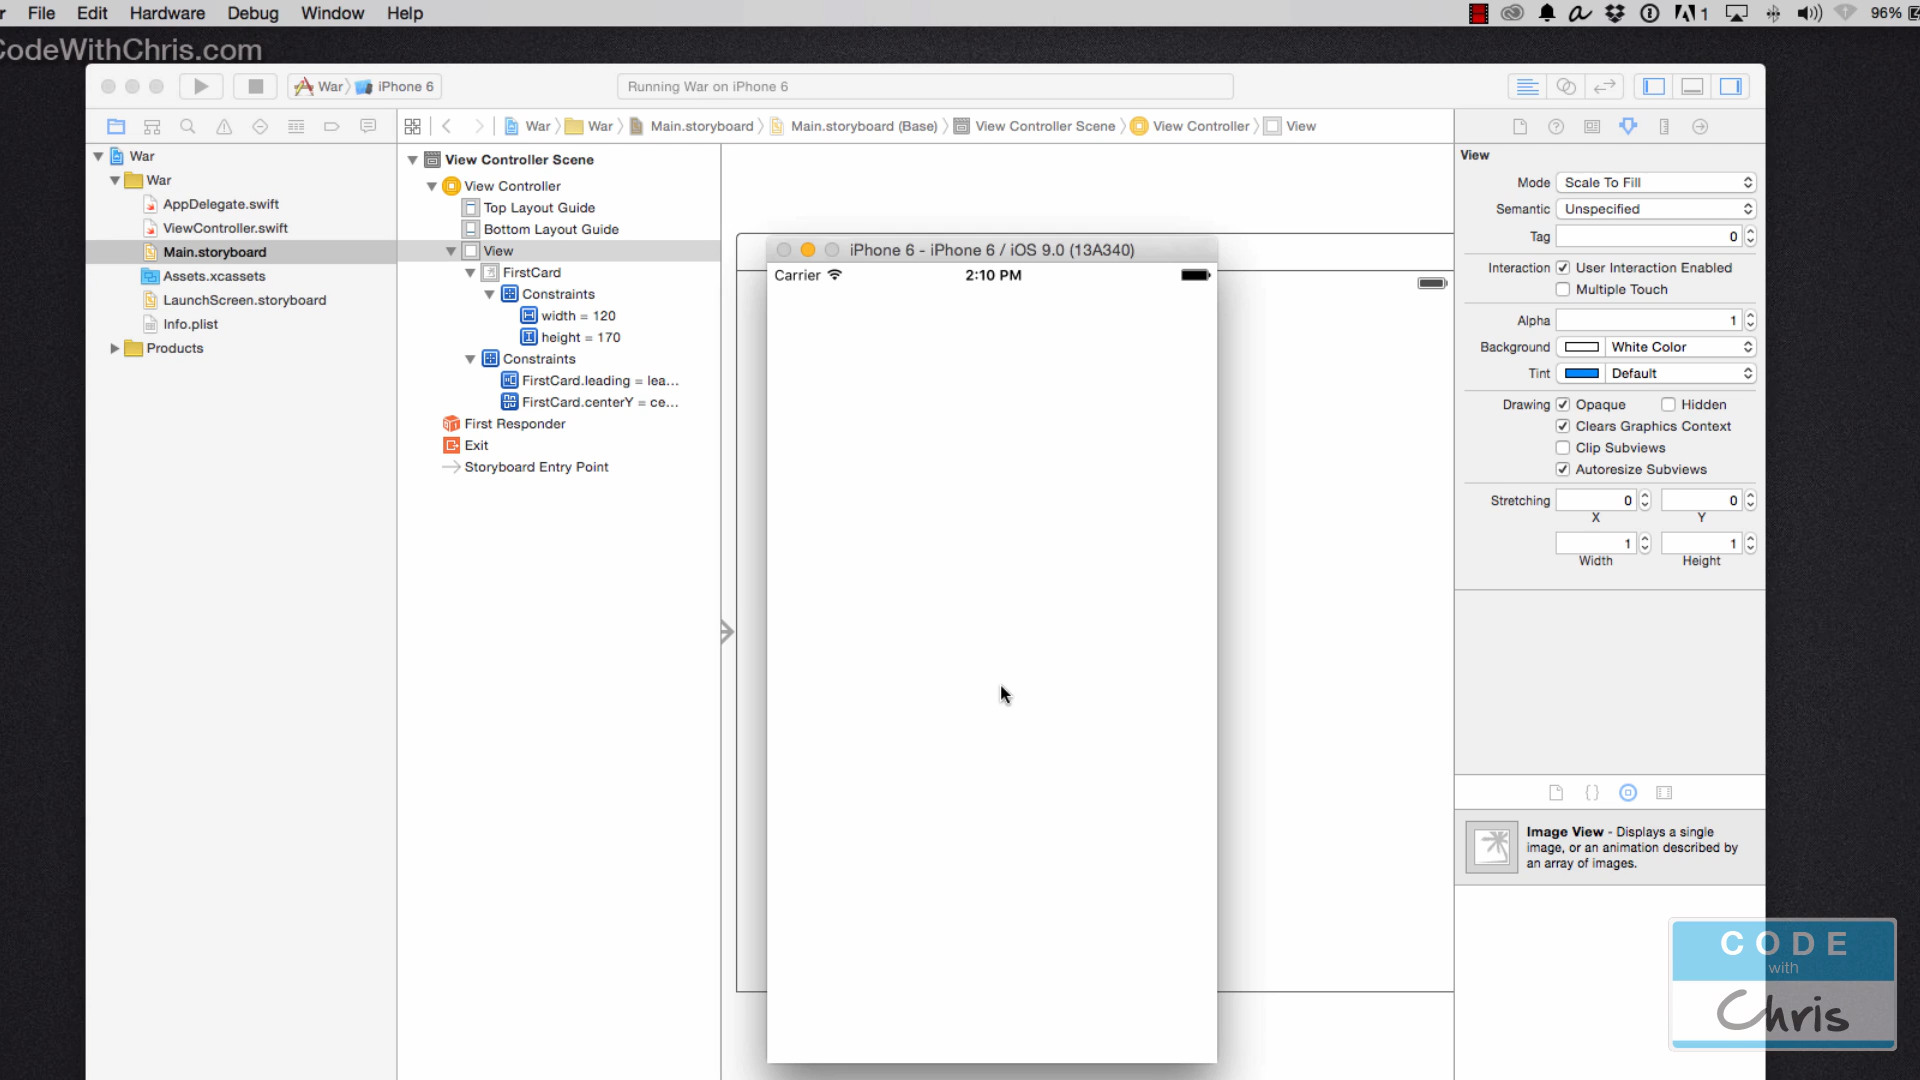 File Edit Hardware Debug Window Help 1 96%
CodeWithChris.com
War iPhone 6 Running War on iPhone 6
War War Main.storyboard Main.storyboard (Base) View Controller Scene View Controller View
War
War
AppDelegate.swift
ViewController.swift
Main.storyboard
Assets.xcassets
LaunchScreen.storyboard
Info.plist
Products
View Controller Scene
View Controller
Top Layout Guide
Bottom Layout Guide
View
FirstCard
Constraints
width = 120
height = 170
Constraints
FirstCard.leading = lea...
FirstCard.centerY = ce...
First Responder
Exit
Storyboard Entry Point
iPhone 6 - iPhone 6 / iOS 9.0 (13A340)
Carrier 2:10 PM
View
Mode Scale To Fill
Semantic Unspecified
Tag 0
Interaction User Interaction Enabled
Multiple Touch
Alpha 1
Background White Color
Tint Default
Drawing Opaque Hidden
Clears Graphics Context
Clip Subviews
Autoresize Subviews
Stretching 0 0
X Y
1 1
Width Height
Image View - Displays a single
image, or an animation described by
an array of images.
CODE
with
Chris